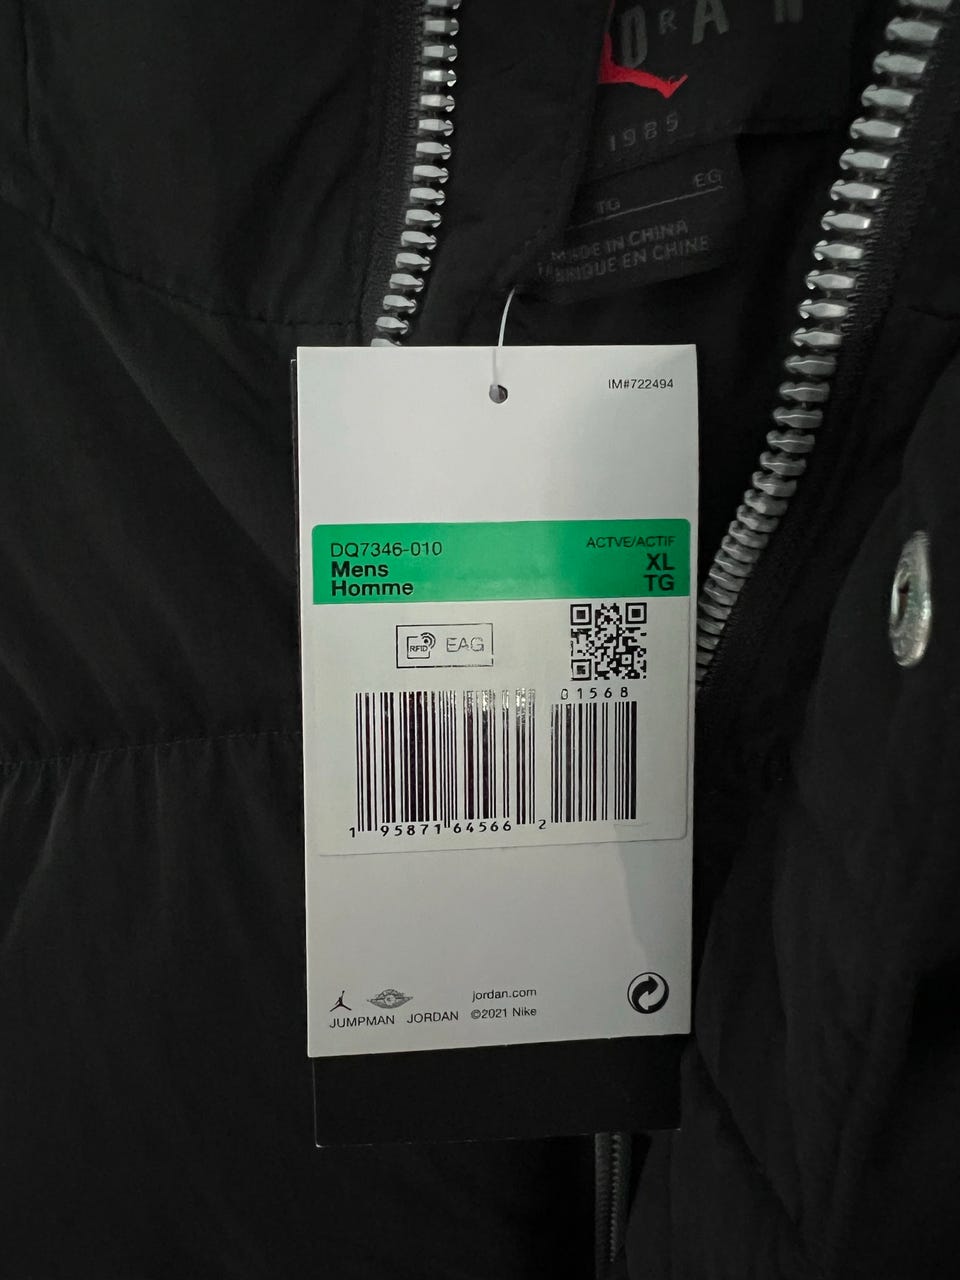 RDAN
1985
TG EG
MADE IN CHINA
FABRIQUE EN CHINE
IM#722494
DQ7346-010
Mens
Homme
ACTVE/ACTIF
XL
TG
RFID EAG
01568
1 95871 64566 2
jordan.com
JUMPMAN JORDAN ©2021 Nike